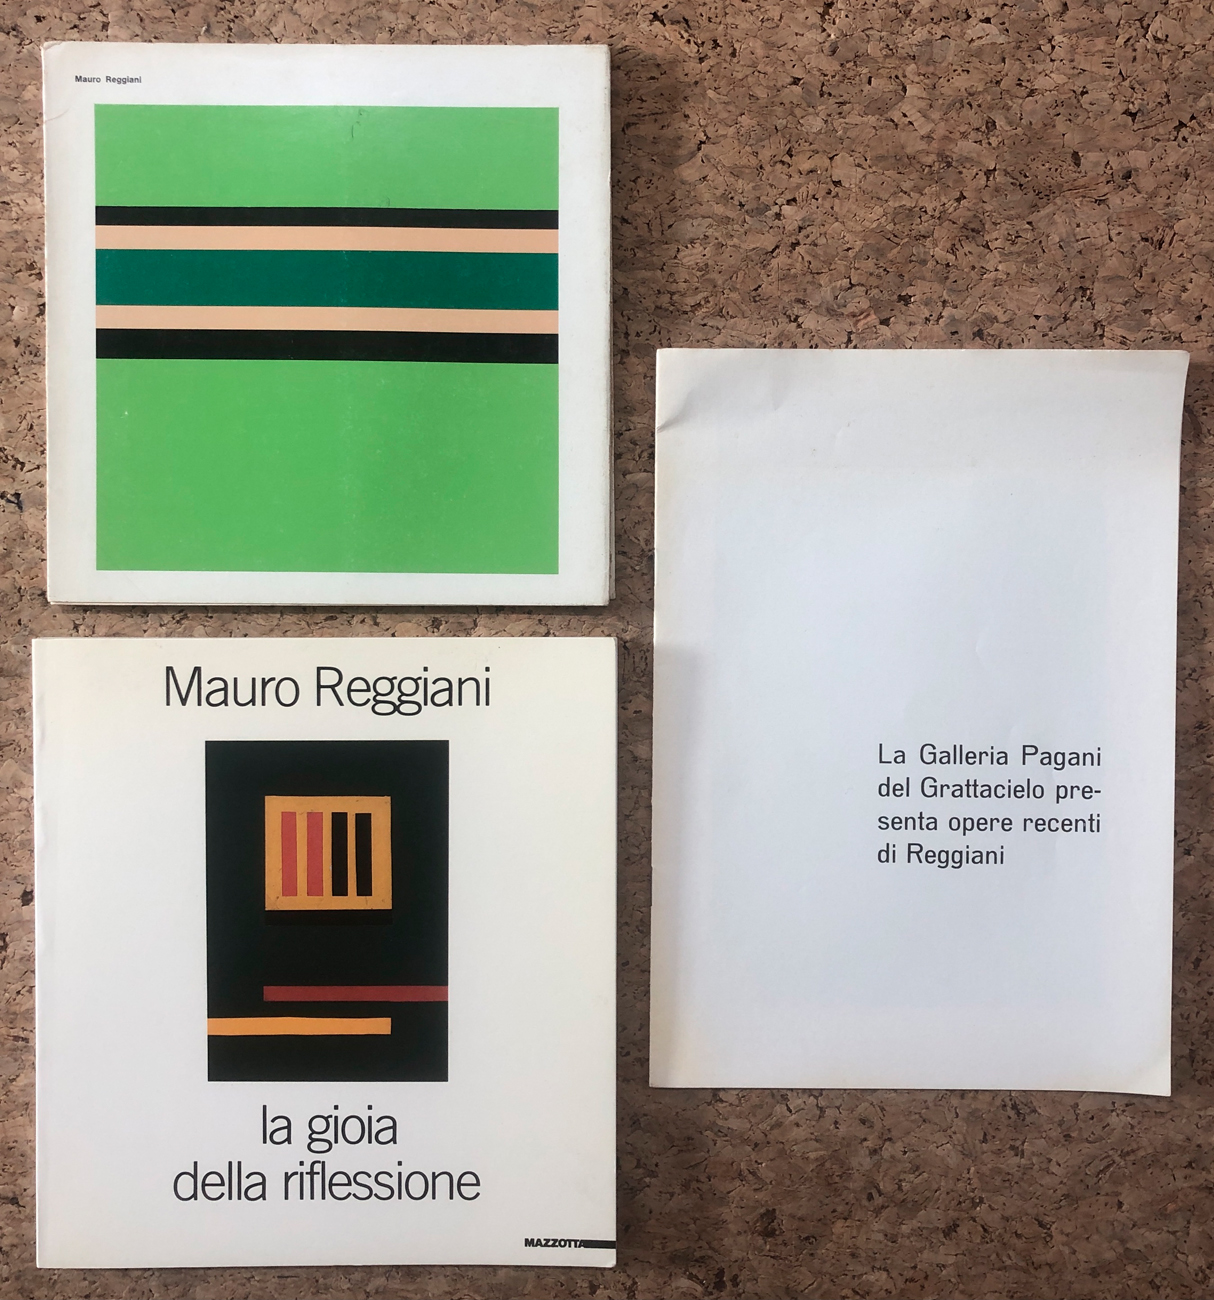 Mauro Reggiani
Mauro Reggiani
la gioia
della riflessione
MAZZOTTA
La Galleria Pagani
del Grattacielo pre-
senta opere recenti
di Reggiani